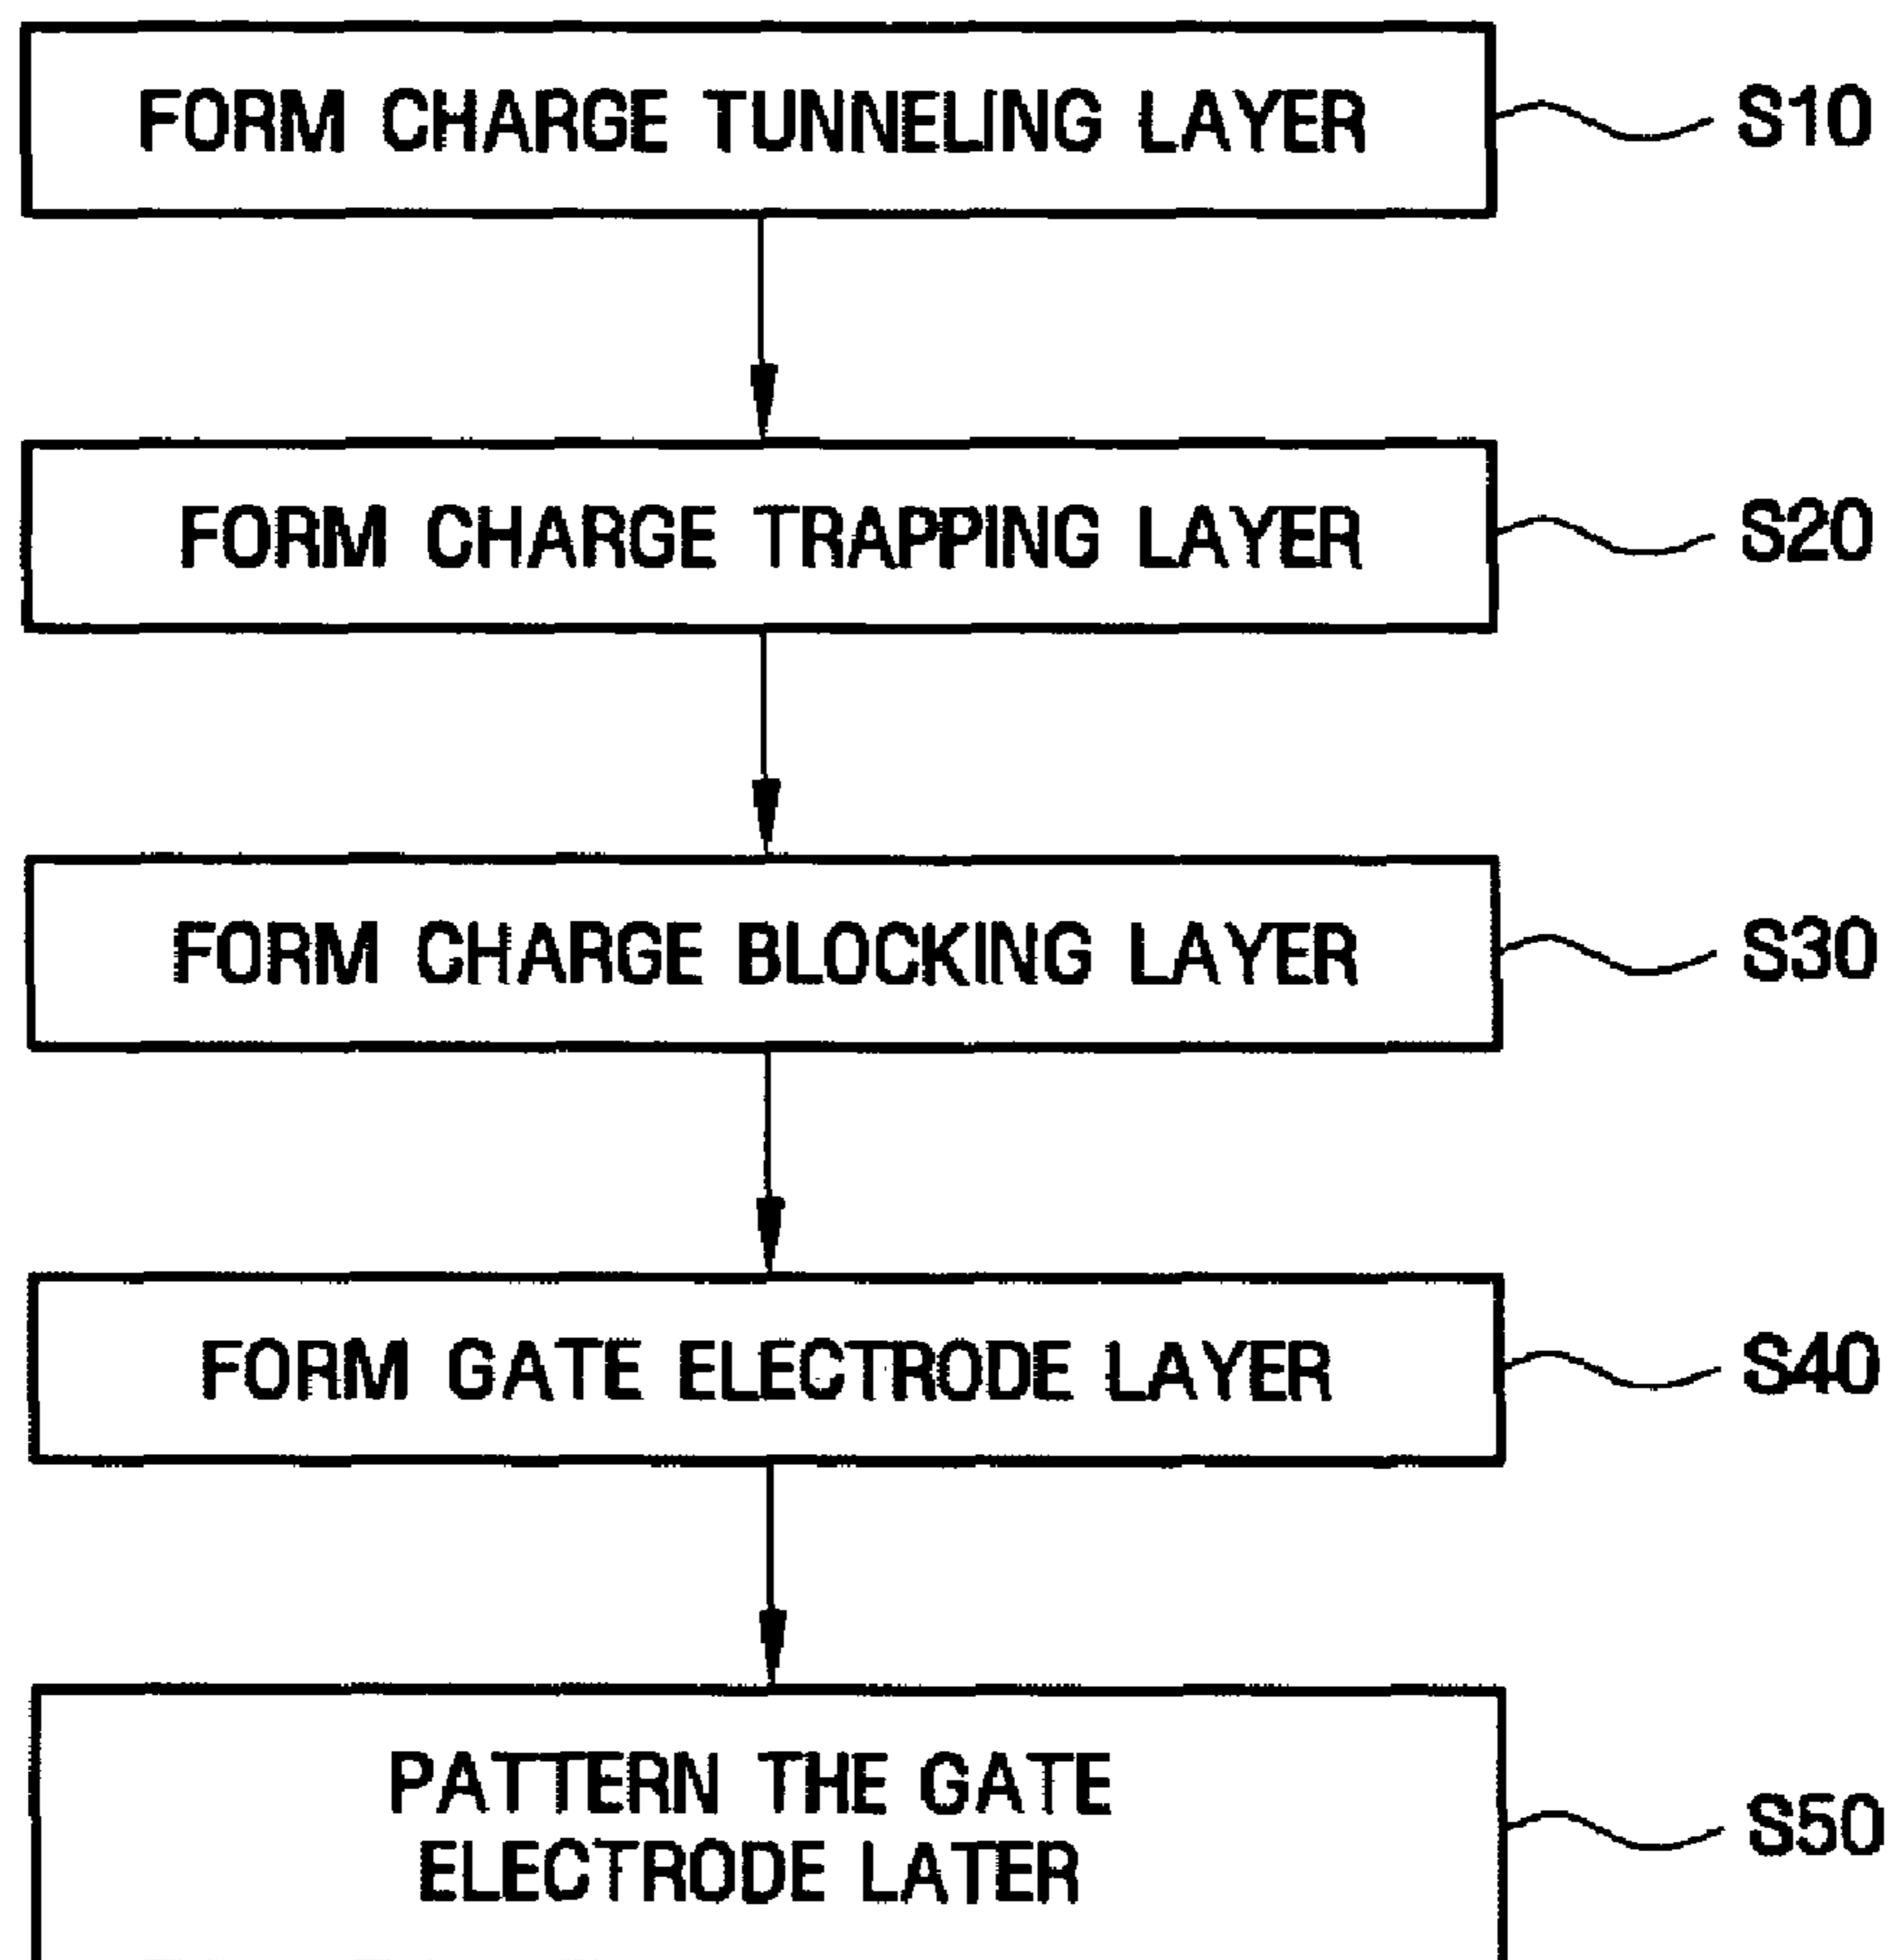 FORM CHARGE TUNNELING LAYER
S10
FORM CHARGE TRAPPING LAYER
S20
FORM CHARGE BLOCKING LAYER
S30
FORM GATE ELECTRODE LAYER
S40
PATTERN THE GATE
ELECTRODE LATER
S50